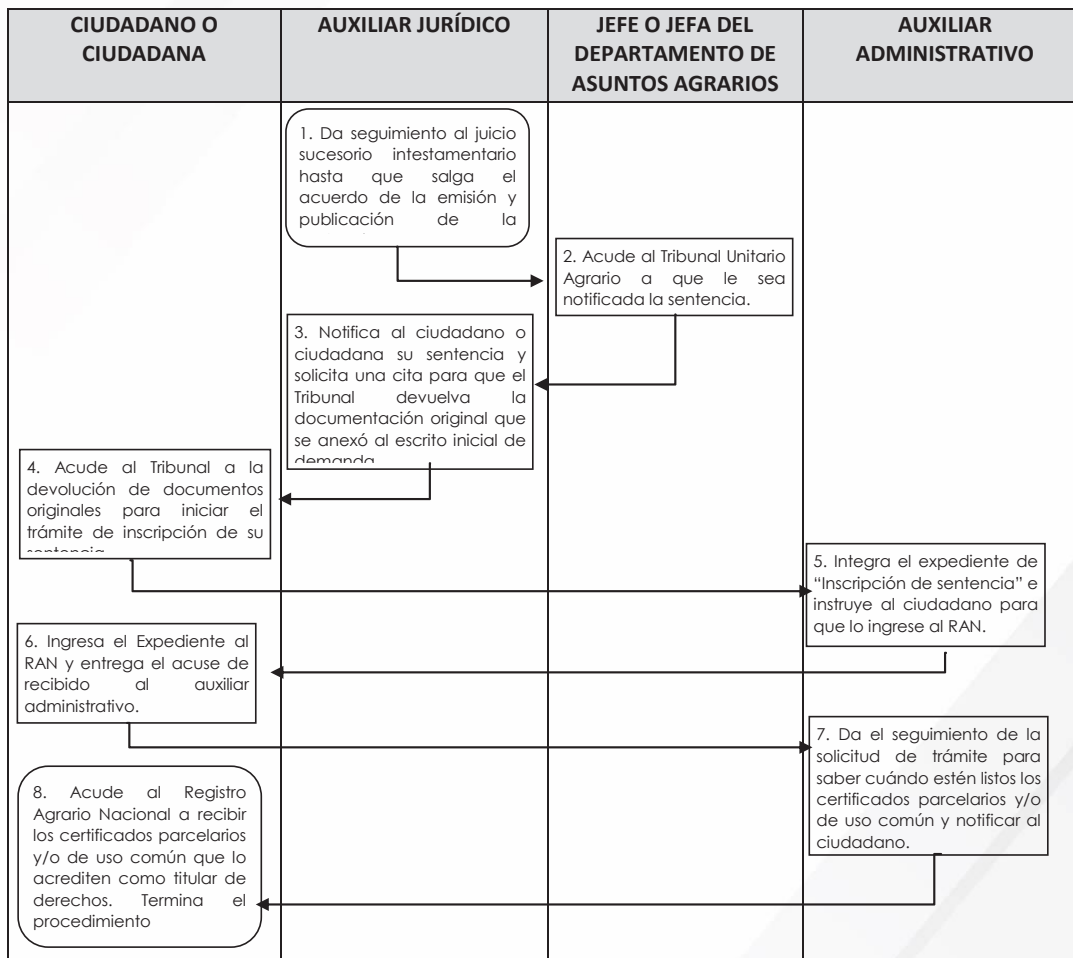 CIUDADANO O
CIUDADANA
AUXILIAR JURÍDICO
JEFE O JEFA DEL
DEPARTAMENTO DE
ASUNTOS AGRARIOS
AUXILIAR
ADMINISTRATIVO
1. Da seguimiento al juicio
sucesorio intestamentario
hasta que salga el
acuerdo de la emisión y
publicación de la
2. Acude al Tribunal Unitario
Agrario a que le sea
notificada la sentencia.
3. Notifica al ciudadano o
ciudadana su sentencia y
solicita una cita para que el
Tribunal devuelva la
documentación original que
se anexó al escrito inicial de
demanda
4. Acude al Tribunal a la
devolución de documentos
originales para iniciar el
trámite de inscripción de su
sentencia
5. Integra el expediente de
“Inscripción de sentencia” e
instruye al ciudadano para
que lo ingrese al RAN.
6. Ingresa el Expediente al
RAN y entrega el acuse de
recibido al auxiliar
administrativo.
7. Da el seguimiento de la
solicitud de trámite para
saber cuándo estén listos los
certificados parcelarios y/o
de uso común y notificar al
ciudadano.
8. Acude al Registro
Agrario Nacional a recibir
los certificados parcelarios
y/o de uso común que lo
acrediten como titular de
derechos. Termina el
procedimiento